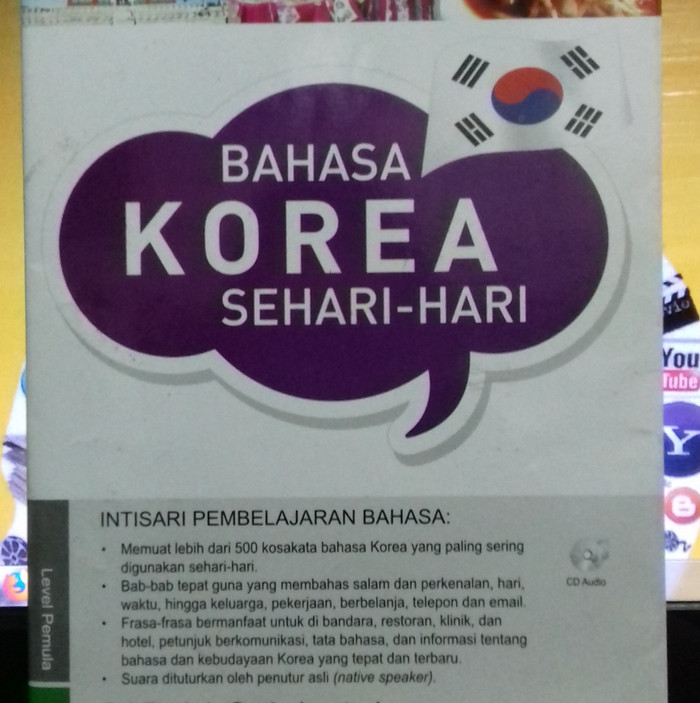 BAHASA
KOREA
SEHARI-HARI
You
Tube
Y
INTISARI PEMBELAJARAN BAHASA:
• Memuat lebih dari 500 kosakata bahasa Korea yang paling sering
digunakan sehari-hari.
• Bab-bab tepat guna yang membahas salam dan perkenalan, hari,
waktu, hingga keluarga, pekerjaan, berbelanja, telepon dan email.
• Frasa-frasa bermanfaat untuk di bandara, restoran, klinik, dan
hotel, petunjuk berkomunikasi, tata bahasa, dan informasi tentang
bahasa dan kebudayaan Korea yang tepat dan terbaru.
• Suara dituturkan oleh penutur asli (native speaker).
CD Audio
Level Pemula